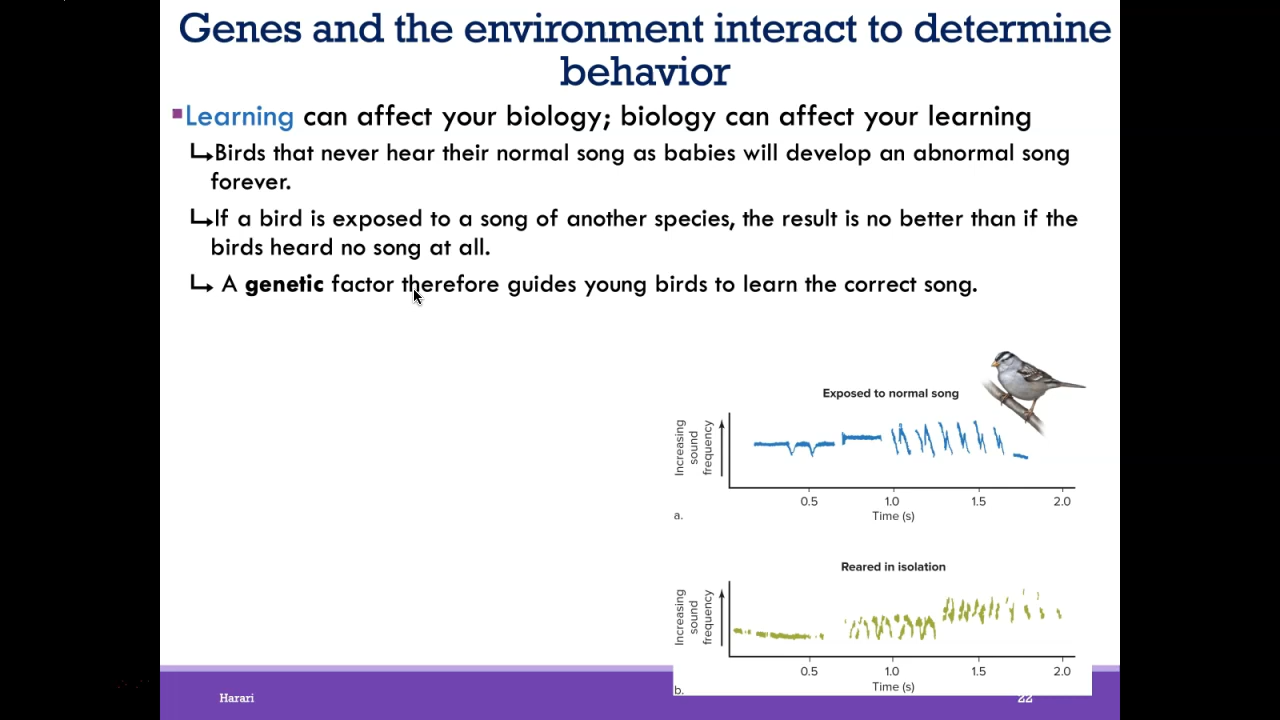 Genes and the environment interact to determine
behavior
Learning can affect your biology; biology can affect your learning
Birds that never hear their normal song as babies will develop an abnormal song
forever.
If a bird is exposed to a song of another species, the result is no better than if the
birds heard no song at all.
A genetic factor therefore guides young birds to learn the correct song.
Exposed to normal song
Increasing
sound
frequency
0.5 1.0 1.5 2.0
Time (s)
a.
Reared in isolation
Increasing
sound
frequency
0.5 1.0 1.5 2.0
Time (s)
b.
Harari
22